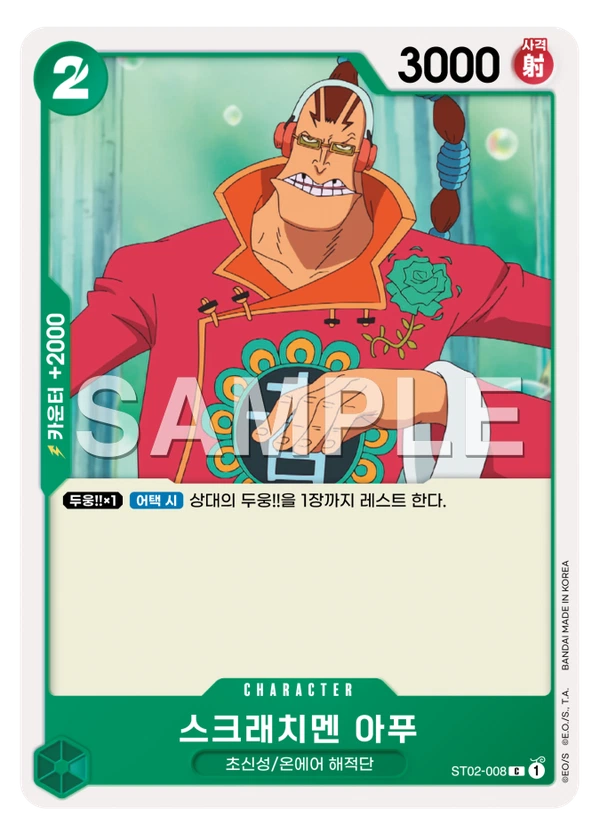 2
3000
사격
射
⚡카운터 +2000
SAMPLE
두웅!!×1 어택 시 상대의 두웅!!을 1장까지 레스트 한다.
CHARACTER
스크래치멘 아푸
초신성/온에어 해적단
ST02-008 C 1
©EO/S ©E.O./S., T.A. BANDAI MADE IN KOREA